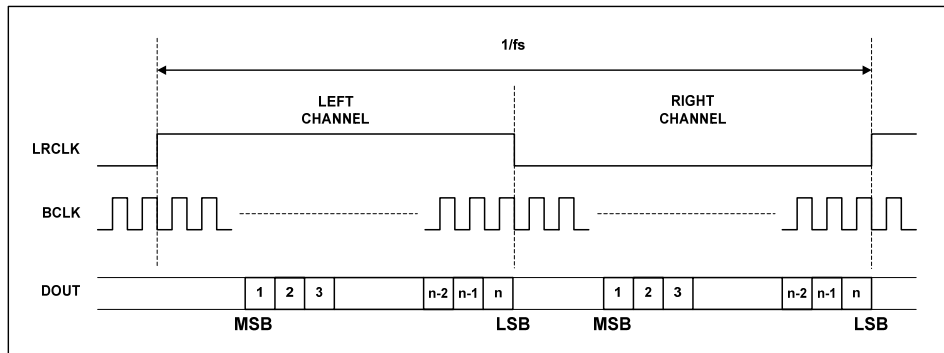 1/fs
LEFT
CHANNEL
RIGHT
CHANNEL
LRCLK
BCLK
DOUT
1 2 3 n-2 n-1 n 1 2 3 n-2 n-1 n
MSB LSB MSB LSB